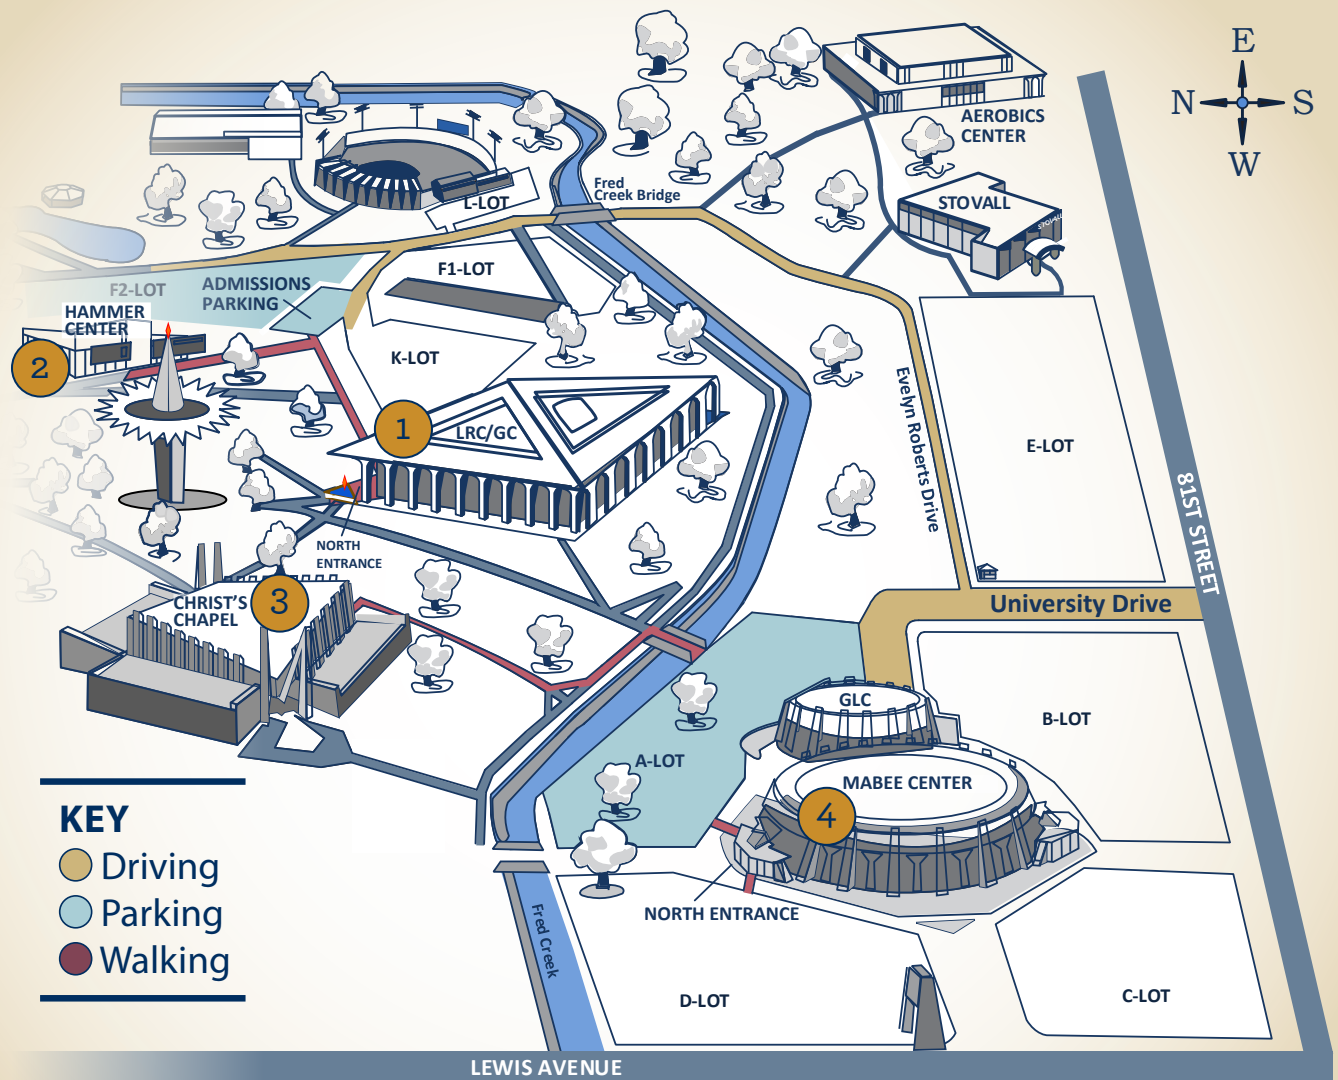 E
N
S
W
AEROBICS
CENTER
Fred
Creek Bridge
STOVALL
STOVALL
L-LOT
F1-LOT
F2-LOT
ADMISSIONS
PARKING
HAMMER
CENTER
2
K-LOT
1
LRC/GC
Evelyn Roberts Drive
E-LOT
81ST STREET
NORTH
ENTRANCE
CHRIST'S
CHAPEL
3
University Drive
GLC
B-LOT
A-LOT
MABEE CENTER
4
KEY
Driving
Parking
Walking
NORTH ENTRANCE
Fred Creek
D-LOT
C-LOT
LEWIS AVENUE